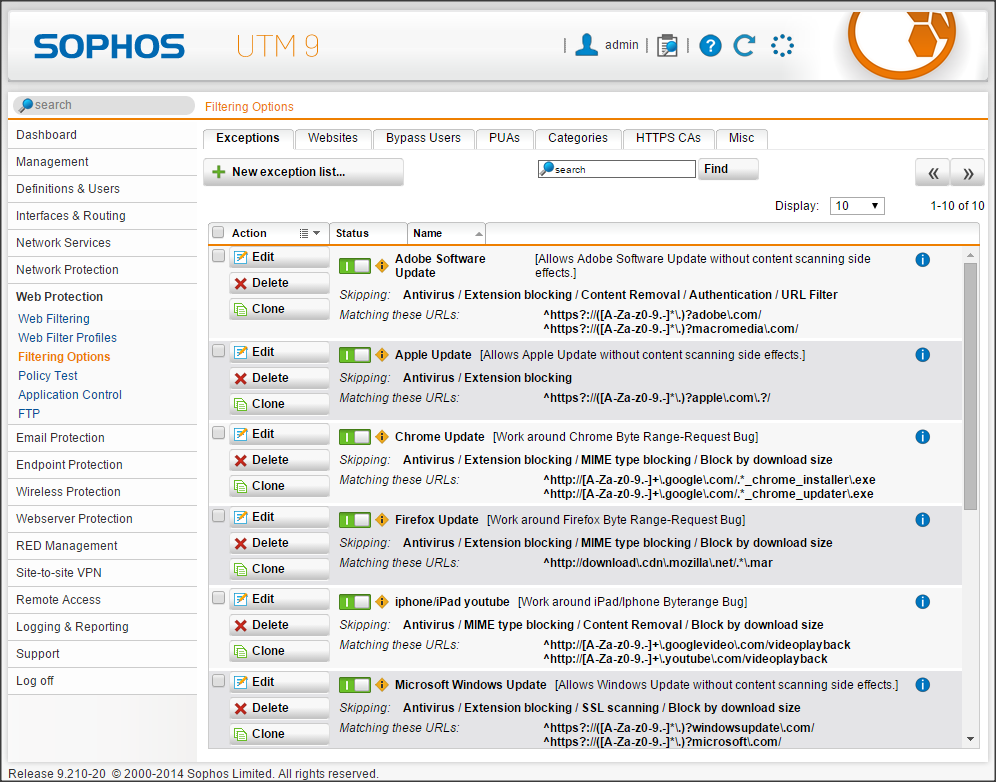 SOPHOS UTM 9 | admin | | ?
search
Filtering Options
Dashboard
Management
Definitions & Users
Interfaces & Routing
Network Services
Network Protection
Web Protection
Web Filtering
Web Filter Profiles
Filtering Options
Policy Test
Application Control
FTP
Email Protection
Endpoint Protection
Wireless Protection
Webserver Protection
RED Management
Site-to-site VPN
Remote Access
Logging & Reporting
Support
Log off
Exceptions Websites Bypass Users PUAs Categories HTTPS CAs Misc
New exception list... search Find « »
Display: 10 1-10 of 10
Action Status Name
Edit
Delete
Clone
Adobe Software Update [Allows Adobe Software Update without content scanning side
effects.]
Skipping: Antivirus / Extension blocking / Content Removal / Authentication / URL Filter
Matching these URLs: ^https?://([A-Za-z0-9.-]*\.)?adobe\.com/
^https?://([A-Za-z0-9.-]*\.)?macromedia\.com/
Edit
Delete
Clone
Apple Update [Allows Apple Update without content scanning side effects.]
Skipping: Antivirus / Extension blocking
Matching these URLs: ^https?://([A-Za-z0-9.-]*\.)?apple\.com\.?/
Edit
Delete
Clone
Chrome Update [Work around Chrome Byte Range-Request Bug]
Skipping: Antivirus / Extension blocking / MIME type blocking / Block by download size
Matching these URLs: ^http://[A-Za-z0-9.-]+\.google\.com/.*_chrome_installer\.exe
^http://[A-Za-z0-9.-]+\.google\.com/.*_chrome_updater\.exe
Edit
Delete
Clone
Firefox Update [Work around Firefox Byte Range-Request Bug]
Skipping: Antivirus / Extension blocking / MIME type blocking / Block by download size
Matching these URLs: ^http://download\.cdn\.mozilla\.net/.*\.mar
Edit
Delete
Clone
iphone/iPad youtube [Work around iPad/Iphone Byterange Bug]
Skipping: Antivirus / MIME type blocking / Content Removal / Block by download size
Matching these URLs: ^http://[A-Za-z0-9.-]+\.googlevideo\.com/videoplayback
^http://[A-Za-z0-9.-]+\.youtube\.com/videoplayback
Edit
Delete
Clone
Microsoft Windows Update [Allows Windows Update without content scanning side effects.]
Skipping: Antivirus / Extension blocking / SSL scanning / Block by download size
Matching these URLs: ^https?://([A-Za-z0-9.-]*\.)?windowsupdate\.com/
^https?://([A-Za-z0-9.-]*\.)?microsoft\.com/
Release 9.210-20 © 2000-2014 Sophos Limited. All rights reserved.